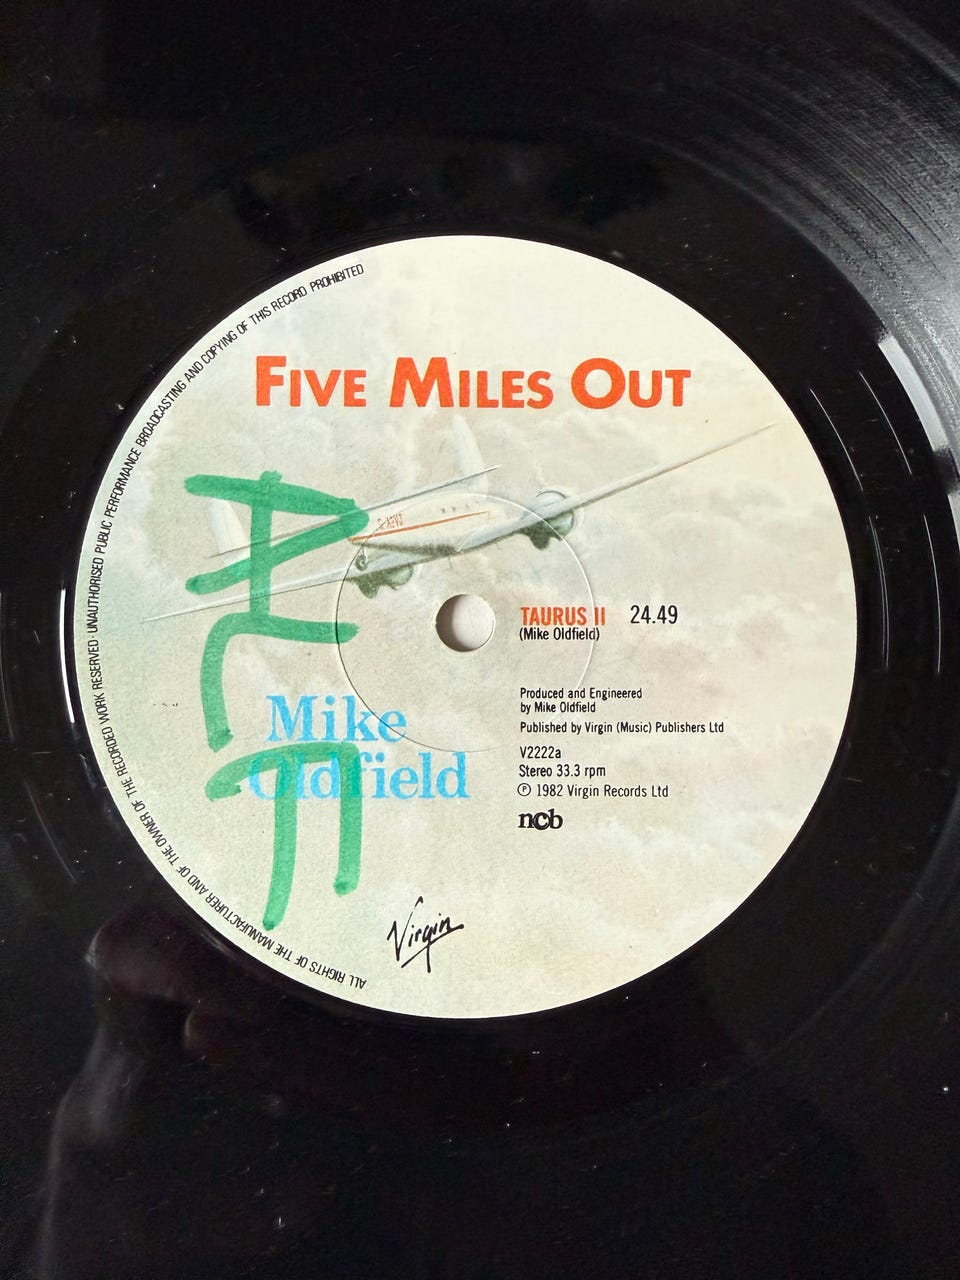 FIVE MILES OUT
G-AZVJ
TAURUS II 24.49
(Mike Oldfield)
Produced and Engineered
by Mike Oldfield
Published by Virgin (Music) Publishers Ltd
V2222a
Stereo 33.3 rpm
Ⓟ 1982 Virgin Records Ltd
ncb
Mike
Oldfield
Virgin
ALL RIGHTS OF THE MANUFACTURER AND OF THE OWNER OF THE RECORDED WORK RESERVED · UNAUTHORISED PUBLIC PERFORMANCE BROADCASTING AND COPYING OF THIS RECORD PROHIBITED